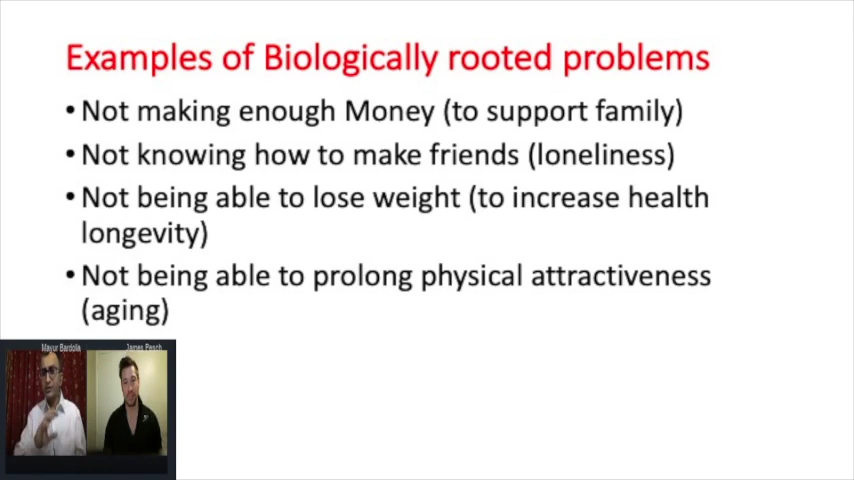 Examples of Biologically rooted problems
• Not making enough Money (to support family)
• Not knowing how to make friends (loneliness)
• Not being able to lose weight (to increase health
longevity)
• Not being able to prolong physical attractiveness
(aging)
Mayur Bardolia James Pesch